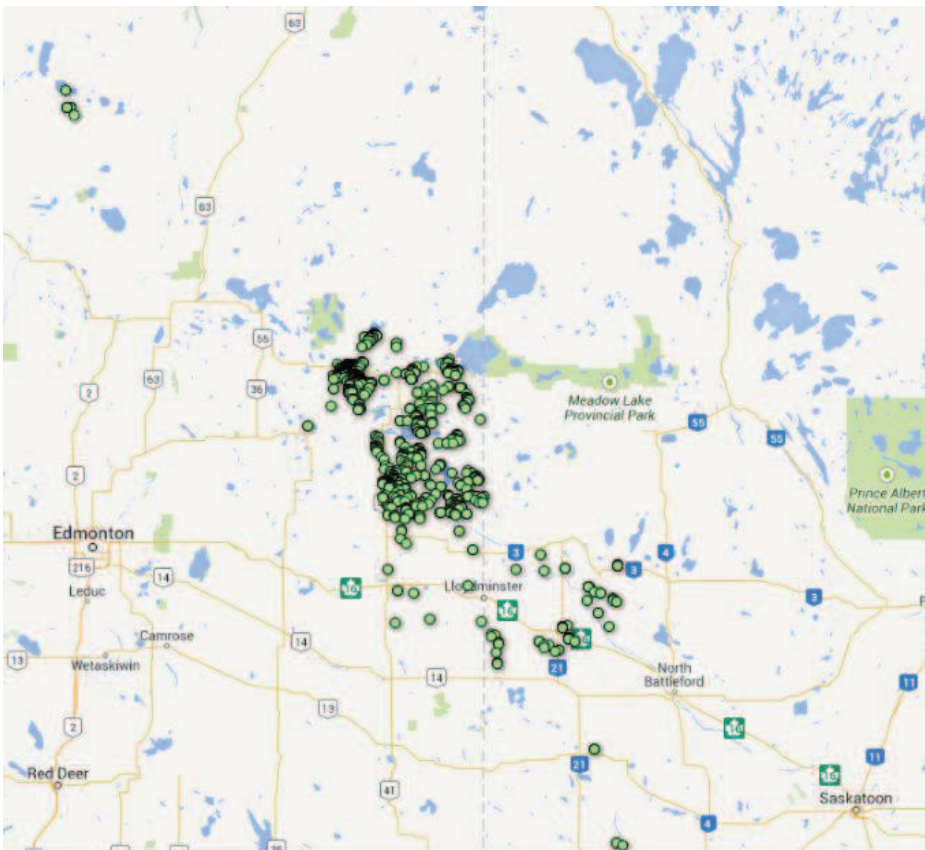 63
63
55
2
63
36
Meadow Lake
Provincial Park
55
55
2
Prince Albert
National Park
Edmonton
216
14
Leduc
3
4
3
16
Lloydminster
16
3
Camrose
14
16
13
Wetaskiwin
21
14
North
Battleford
11
13
2
16
21
11
Red Deer
16
41
Saskatoon
4
36